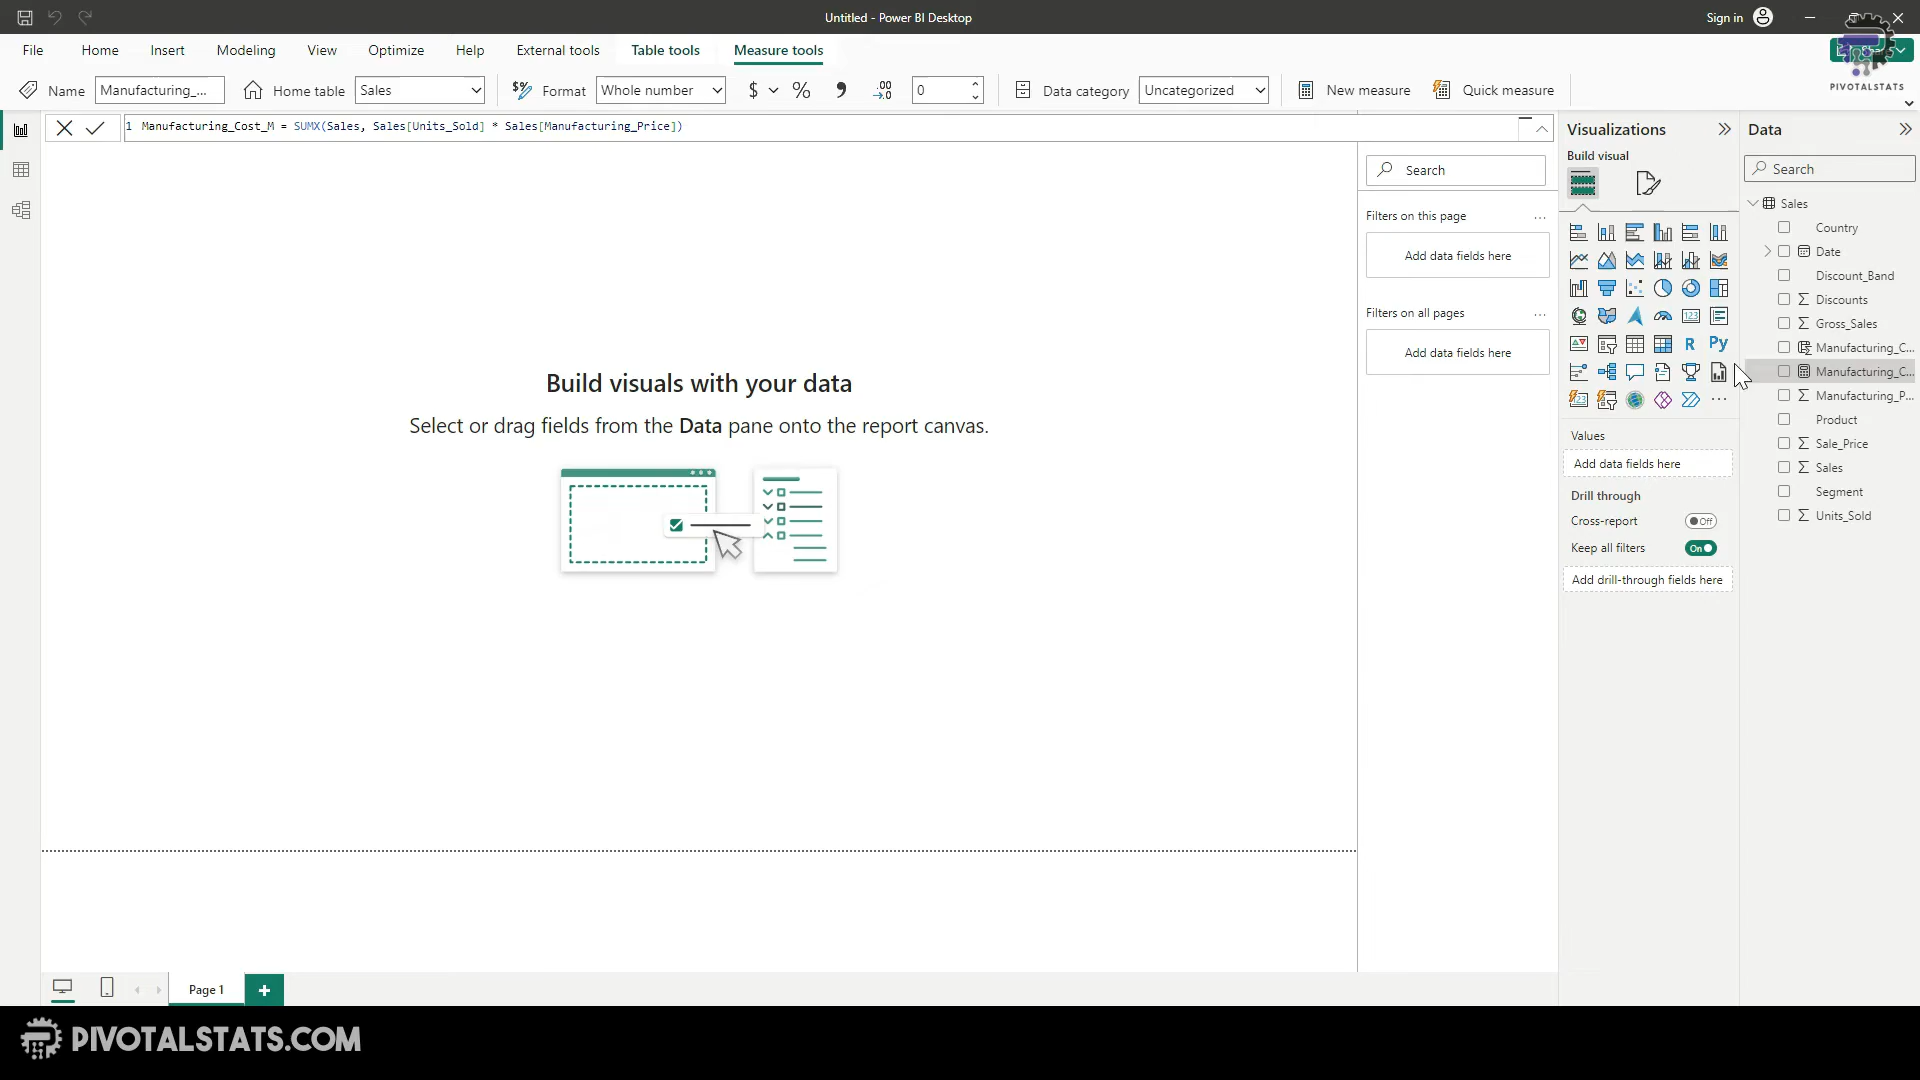 Untitled - Power BI Desktop
Sign in
File Home Insert Modeling View Optimize Help External tools Table tools Measure tools
PIVOTALSTATS
Name Manufacturing_... Home table Sales Format Whole number $ % , .00 0 Data category Uncategorized New measure Quick measure
1 Manufacturing_Cost_M = SUMX(Sales, Sales[Units_Sold] * Sales[Manufacturing_Price])
Build visuals with your data
Select or drag fields from the Data pane onto the report canvas.
Search
Filters on this page ...
Add data fields here
Filters on all pages ...
Add data fields here
Visualizations
Build visual
123
R Py
123
...
Values
Add data fields here
Drill through
Cross-report Off
Keep all filters On
Add drill-through fields here
Data
Search
Sales
Country
Date
Discount_Band
Discounts
Gross_Sales
Manufacturing_C...
Manufacturing_C...
Manufacturing_P...
Product
Sale_Price
Sales
Segment
Units_Sold
Page 1 +
PIVOTALSTATS.COM